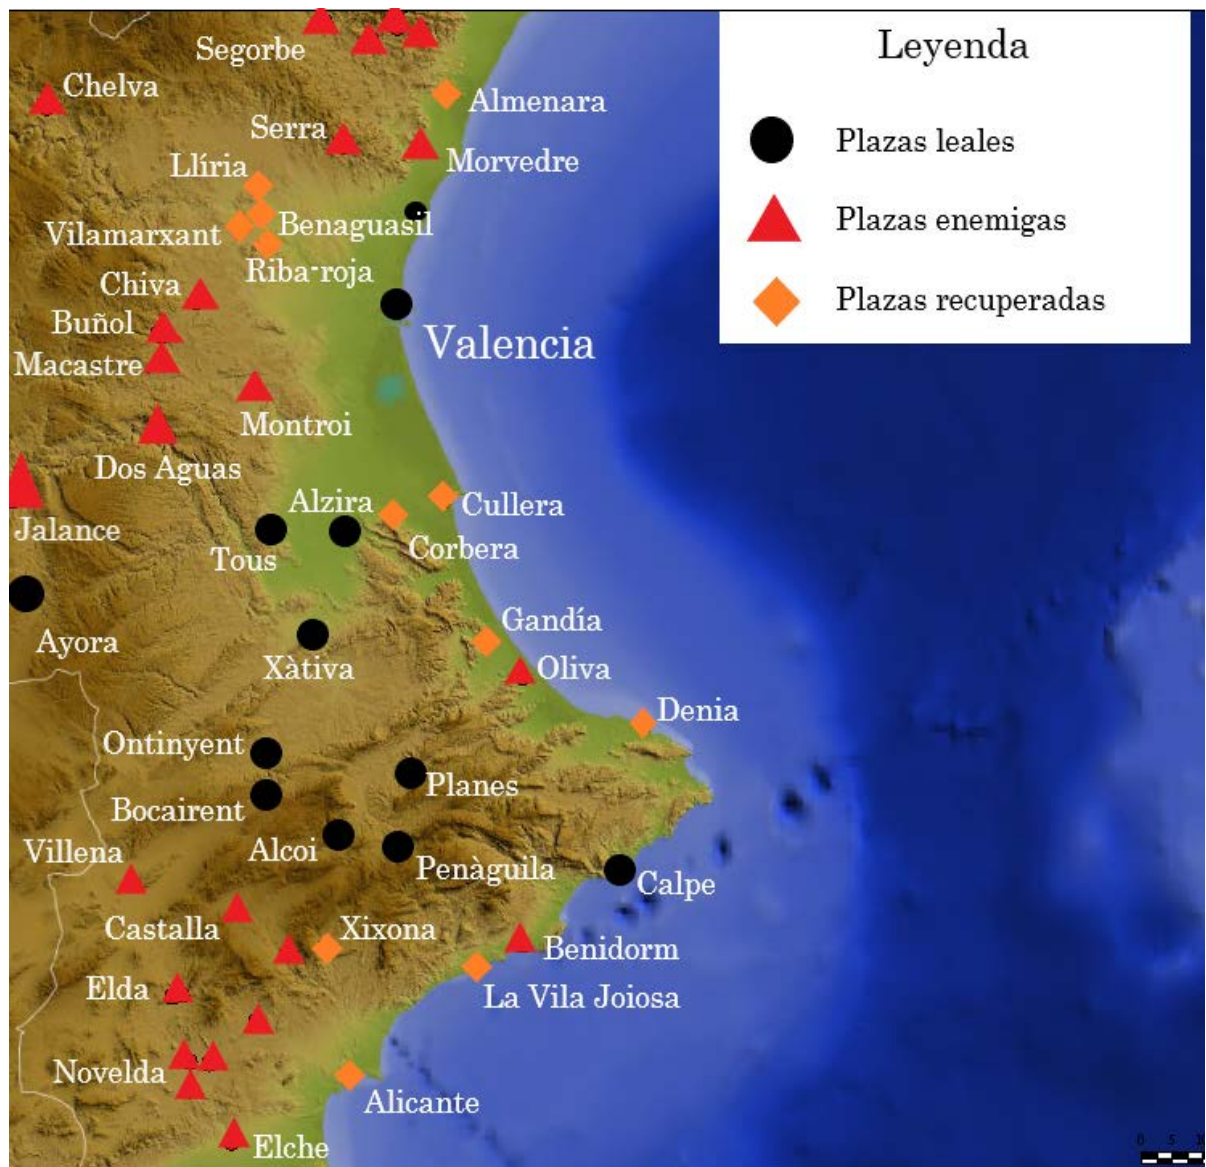 Leyenda
Plazas leales
Plazas enemigas
Plazas recuperadas
Segorbe
Chelva
Almenara
Serra
Morvedre
Llíria
Benaguasil
Vilamarxant
Riba-roja
Chiva
Buñol
Valencia
Macastre
Montroi
Dos Aguas
Alzira
Cullera
Jalance
Tous
Corbera
Gandía
Ayora
Xàtiva
Oliva
Denia
Ontinyent
Planes
Bocairent
Villena
Alcoi
Penàguila
Calpe
Castalla
Xixona
Benidorm
Elda
La Vila Joiosa
Novelda
Alicante
Elche
0 5